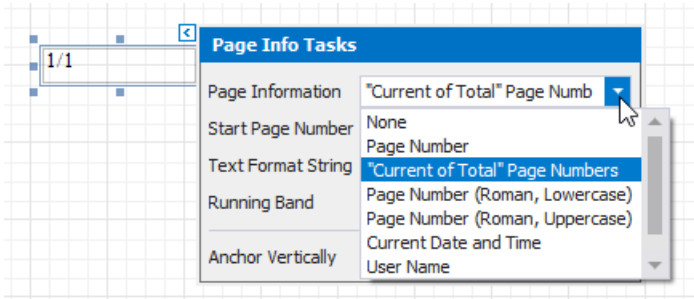 1/1
Page Info Tasks
Page Information "Current of Total" Page Numb
Start Page Number
Text Format String
Running Band
Anchor Vertically
None
Page Number
"Current of Total" Page Numbers
Page Number (Roman, Lowercase)
Page Number (Roman, Uppercase)
Current Date and Time
User Name